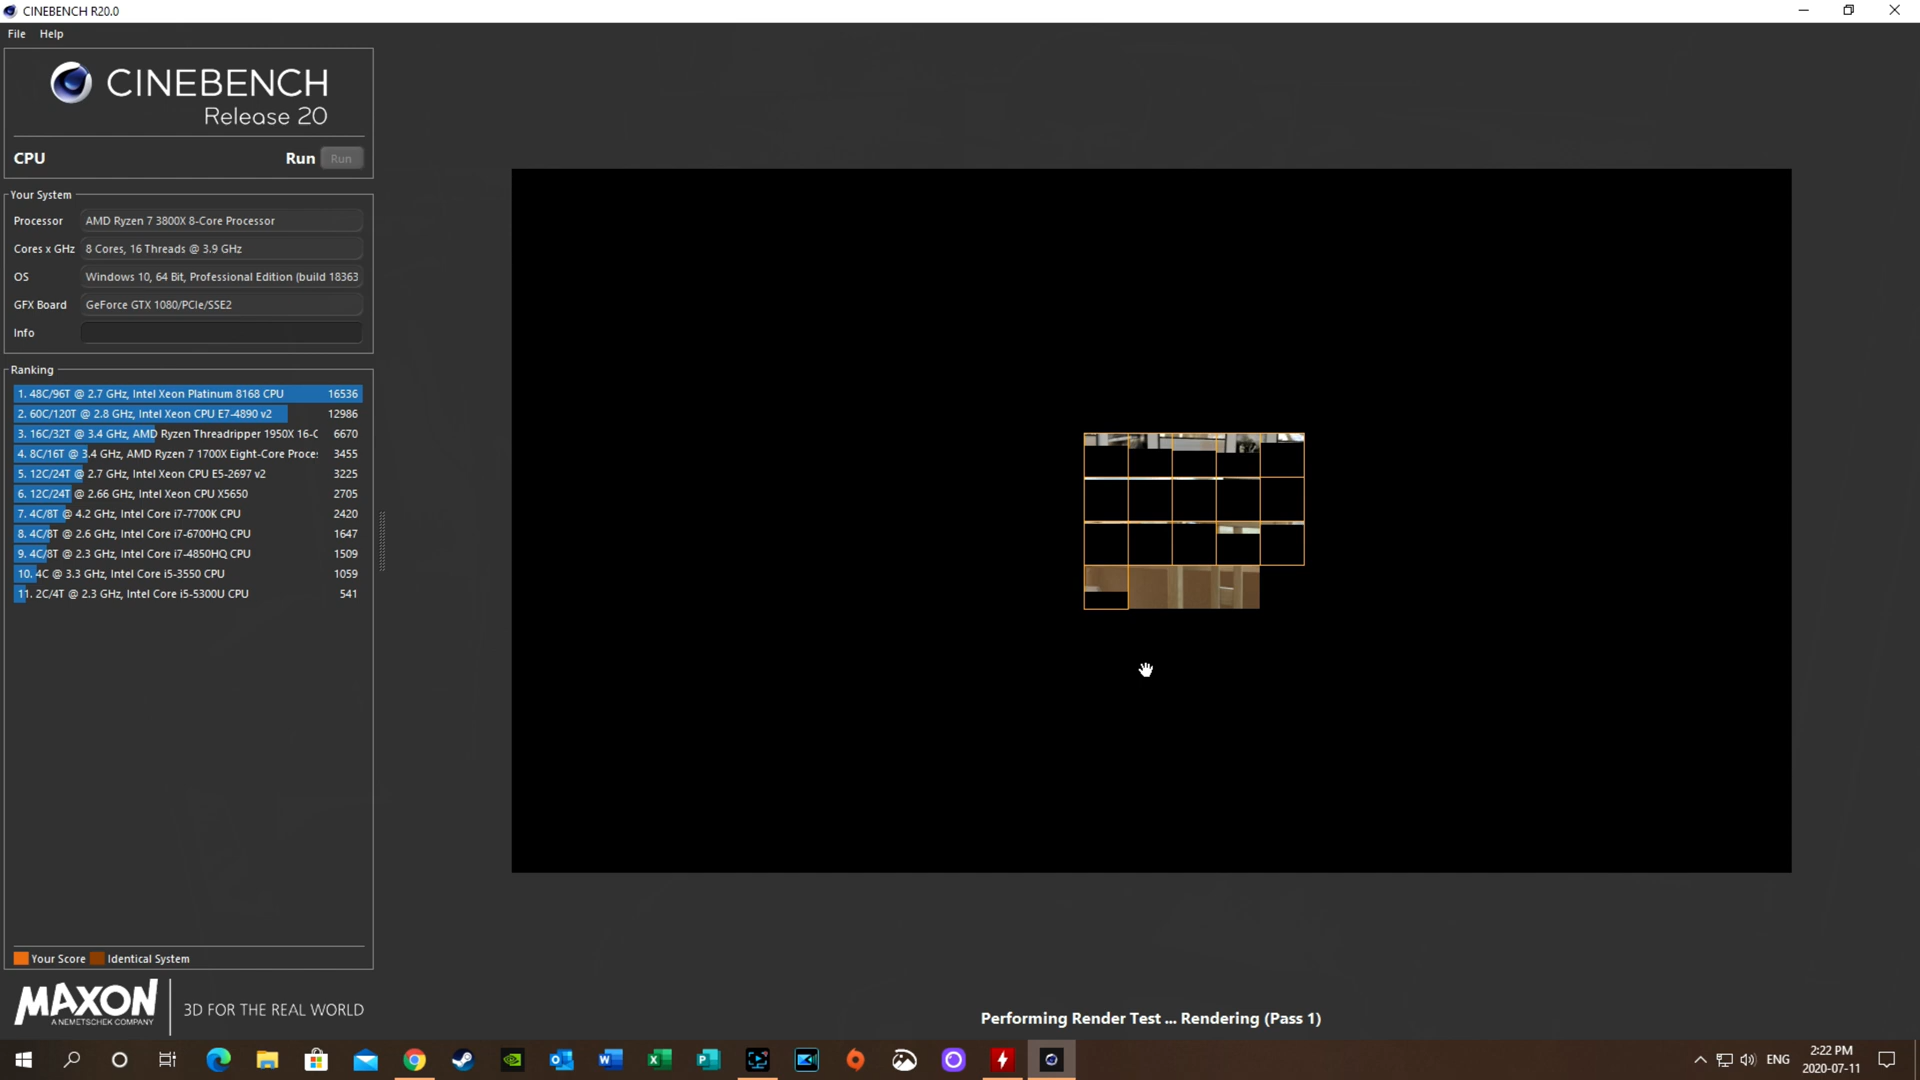 CINEBENCH R20.0
File Help
CINEBENCH
Release 20
CPU Run Run
Your System
Processor AMD Ryzen 7 3800X 8-Core Processor
Cores x GHz 8 Cores, 16 Threads @ 3.9 GHz
OS Windows 10, 64 Bit, Professional Edition (build 18363
GFX Board GeForce GTX 1080/PCIe/SSE2
Info
Ranking
1. 48C/96T @ 2.7 GHz, Intel Xeon Platinum 8168 CPU 16536
2. 60C/120T @ 2.8 GHz, Intel Xeon CPU E7-4890 v2 12986
3. 16C/32T @ 3.4 GHz, AMD Ryzen Threadripper 1950X 16-C 6670
4. 8C/16T @ 3.4 GHz, AMD Ryzen 7 1700X Eight-Core Proce: 3455
5. 12C/24T @ 2.7 GHz, Intel Xeon CPU E5-2697 v2 3225
6. 12C/24T @ 2.66 GHz, Intel Xeon CPU X5650 2705
7. 4C/8T @ 4.2 GHz, Intel Core i7-7700K CPU 2420
8. 4C/8T @ 2.6 GHz, Intel Core i7-6700HQ CPU 1647
9. 4C/8T @ 2.3 GHz, Intel Core i7-4850HQ CPU 1509
10. 4C @ 3.3 GHz, Intel Core i5-3550 CPU 1059
11. 2C/4T @ 2.3 GHz, Intel Core i5-5300U CPU 541
Your Score Identical System
MAXON
A NEMETSCHEK COMPANY
3D FOR THE REAL WORLD
Performing Render Test ... Rendering (Pass 1)
ENG
2:22 PM
2020-07-11